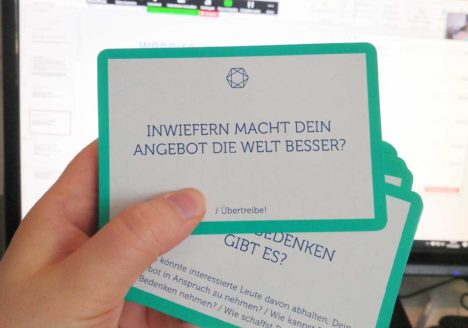 INWIEFERN MACHT DEIN
ANGEBOT DIE WELT BESSER?
/ Übertreibe!
BEDENKEN
GIBT ES?
könnte interessierte Leute davon abhalten, Dein
in Anspruch zu nehmen? / Wie kannst
Bedenken nehmen? / Wie schaffst